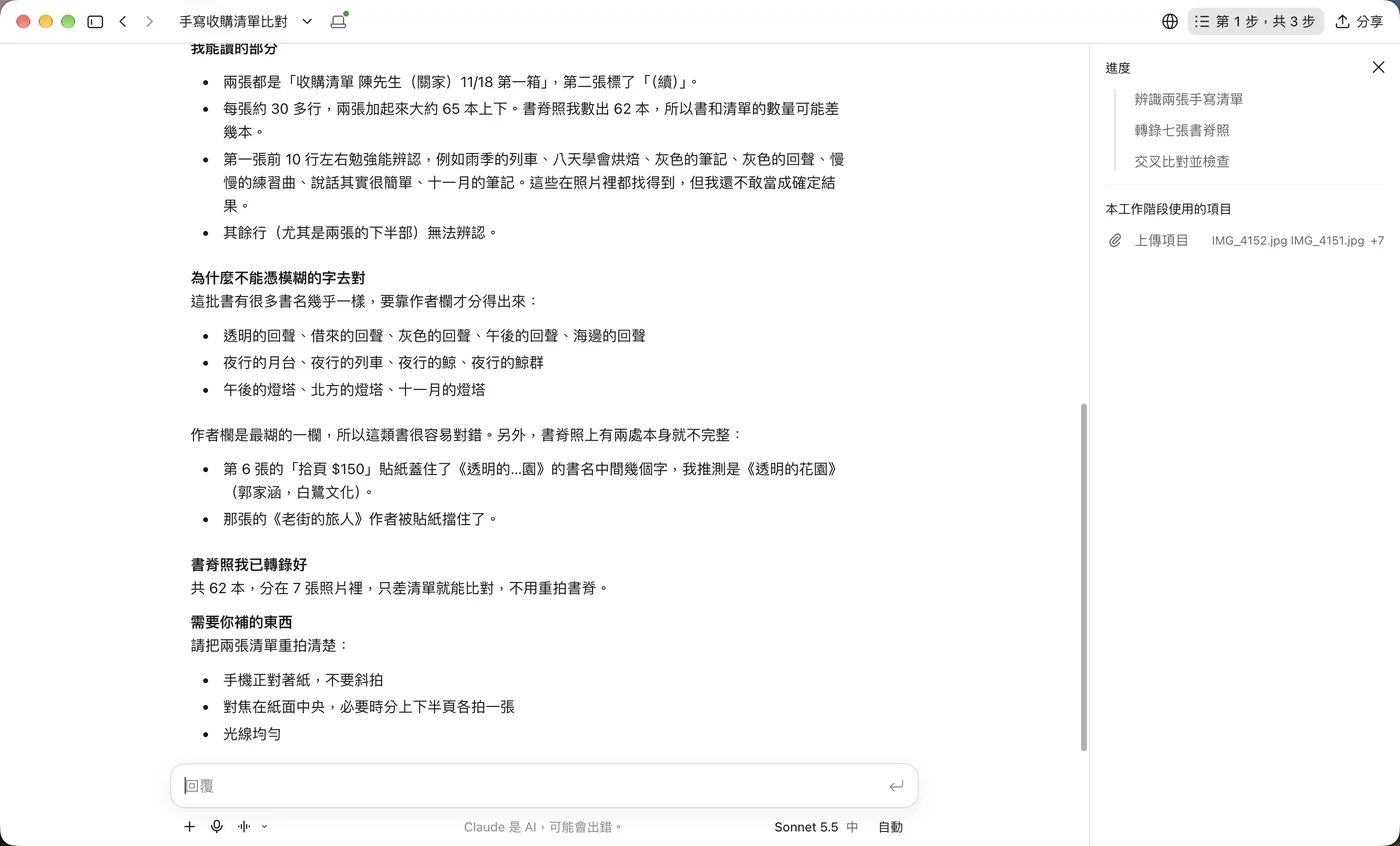 手寫收購清單比對
第 1 步，共 3 步
分享
我能讀的部分
• 兩張都是「收購清單 陳先生（關家）11/18 第一箱」，第二張標了「（續）」。
• 每張約 30 多行，兩張加起來大約 65 本上下。書脊照我數出 62 本，所以書和清單的數量可能差
幾本。
• 第一張前 10 行左右勉強能辨認，例如雨季的列車、八天學會烘焙、灰色的筆記、灰色的回聲、慢
慢的練習曲、說話其實很簡單、十一月的筆記。這些在照片裡都找得到，但我還不敢當成確定結
果。
• 其餘行（尤其是兩張的下半部）無法辨認。
為什麼不能憑模糊的字去對
這批書有很多書名幾乎一樣，要靠作者欄才分得出來：
• 透明的回聲、借來的回聲、灰色的回聲、午後的回聲、海邊的回聲
• 夜行的月台、夜行的列車、夜行的鯨、夜行的鯨群
• 午後的燈塔、北方的燈塔、十一月的燈塔
作者欄是最糊的一欄，所以這類書很容易對錯。另外，書脊照上有兩處本身就不完整：
• 第 6 張的「拾頁 $150」貼紙蓋住了《透明的…園》的書名中間幾個字，我推測是《透明的花園》
（郭家涵，白鷺文化）。
• 那張的《老街的旅人》作者被貼紙擋住了。
書脊照我已轉錄好
共 62 本，分在 7 張照片裡，只差清單就能比對，不用重拍書脊。
需要你補的東西
請把兩張清單重拍清楚：
• 手機正對著紙，不要斜拍
• 對焦在紙面中央，必要時分上下半頁各拍一張
• 光線均勻
回覆
Claude 是 AI，可能會出錯。
Sonnet 5.5 中 自動
進度
辨識兩張手寫清單
轉錄七張書脊照
交叉比對並檢查
本工作階段使用的項目
上傳項目 IMG_4152.jpg IMG_4151.jpg +7